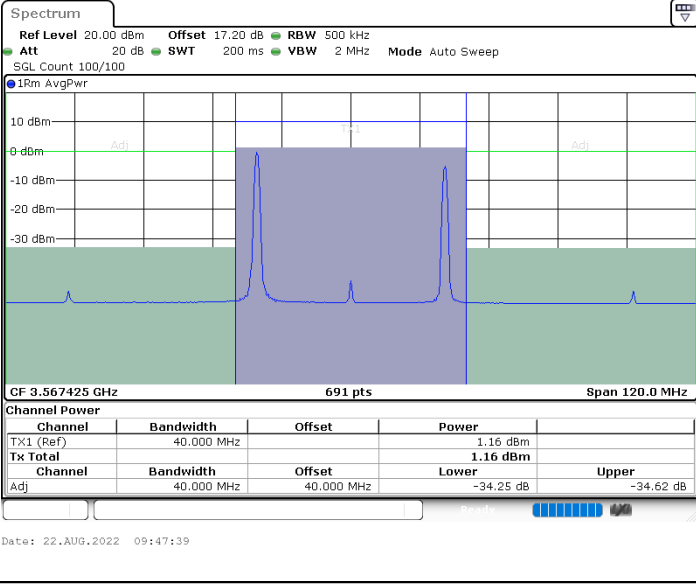 Spectrum
Ref Level 20.00 dBm Offset 17.20 dB RBW 500 kHz
Att 20 dB SWT 200 ms VBW 2 MHz Mode Auto Sweep
SGL Count 100/100
1Rm AvgPwr
10 dBm
TX1
0 dBm
Adj
Adj
-10 dBm
-20 dBm
-30 dBm
CF 3.567425 GHz 691 pts Span 120.0 MHz
Channel Power
Channel Bandwidth Offset Power
TX1 (Ref) 40.000 MHz 1.16 dBm
Tx Total 1.16 dBm
Channel Bandwidth Offset Lower Upper
Adj 40.000 MHz 40.000 MHz -34.25 dB -34.62 dB
Ready
Date: 22.AUG.2022 09:47:39